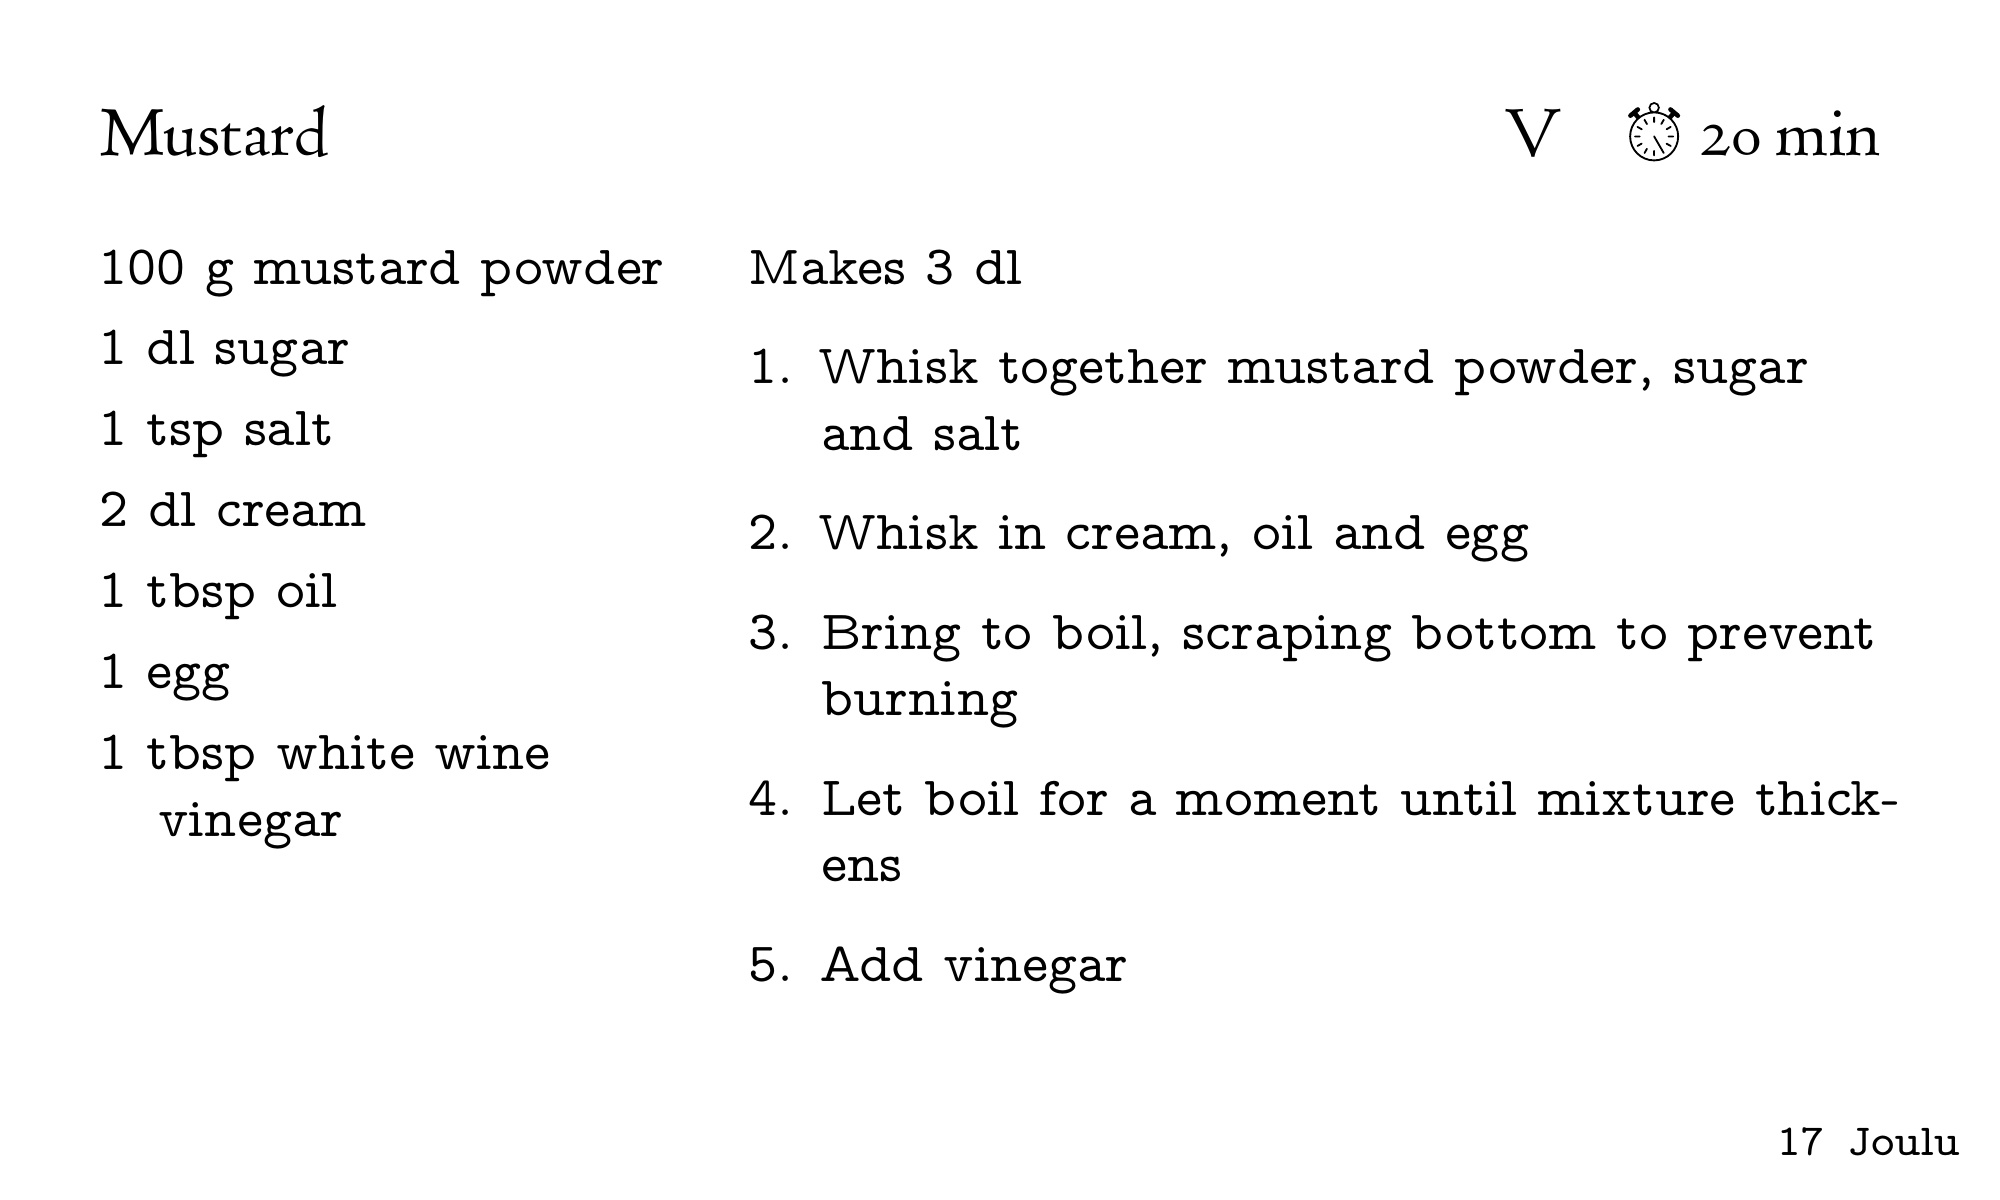 Mustard
V 20 min
100 g mustard powder
1 dl sugar
1 tsp salt
2 dl cream
1 tbsp oil
1 egg
1 tbsp white wine
vinegar
Makes 3 dl
1. Whisk together mustard powder, sugar
and salt
2. Whisk in cream, oil and egg
3. Bring to boil, scraping bottom to prevent
burning
4. Let boil for a moment until mixture thick-
ens
5. Add vinegar
17 Joulu